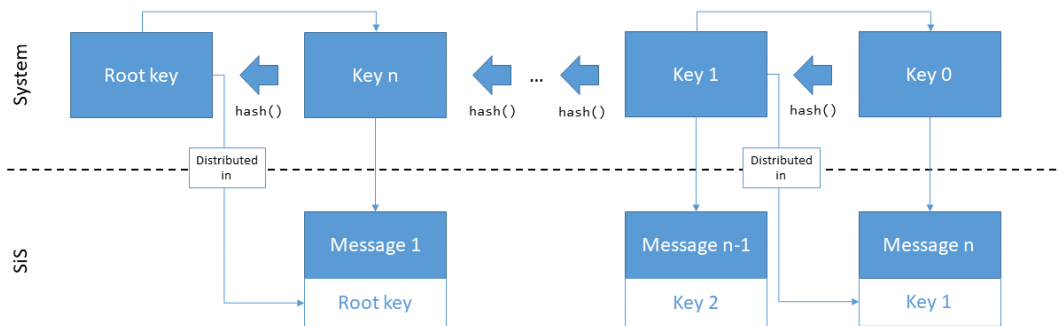 System
Root key
Key n
...
Key 1
Key 0
hash()
hash()
hash()
hash()
Distributed
in
Distributed
in
SiS
Message 1
Message n-1
Message n
Root key
Key 2
Key 1